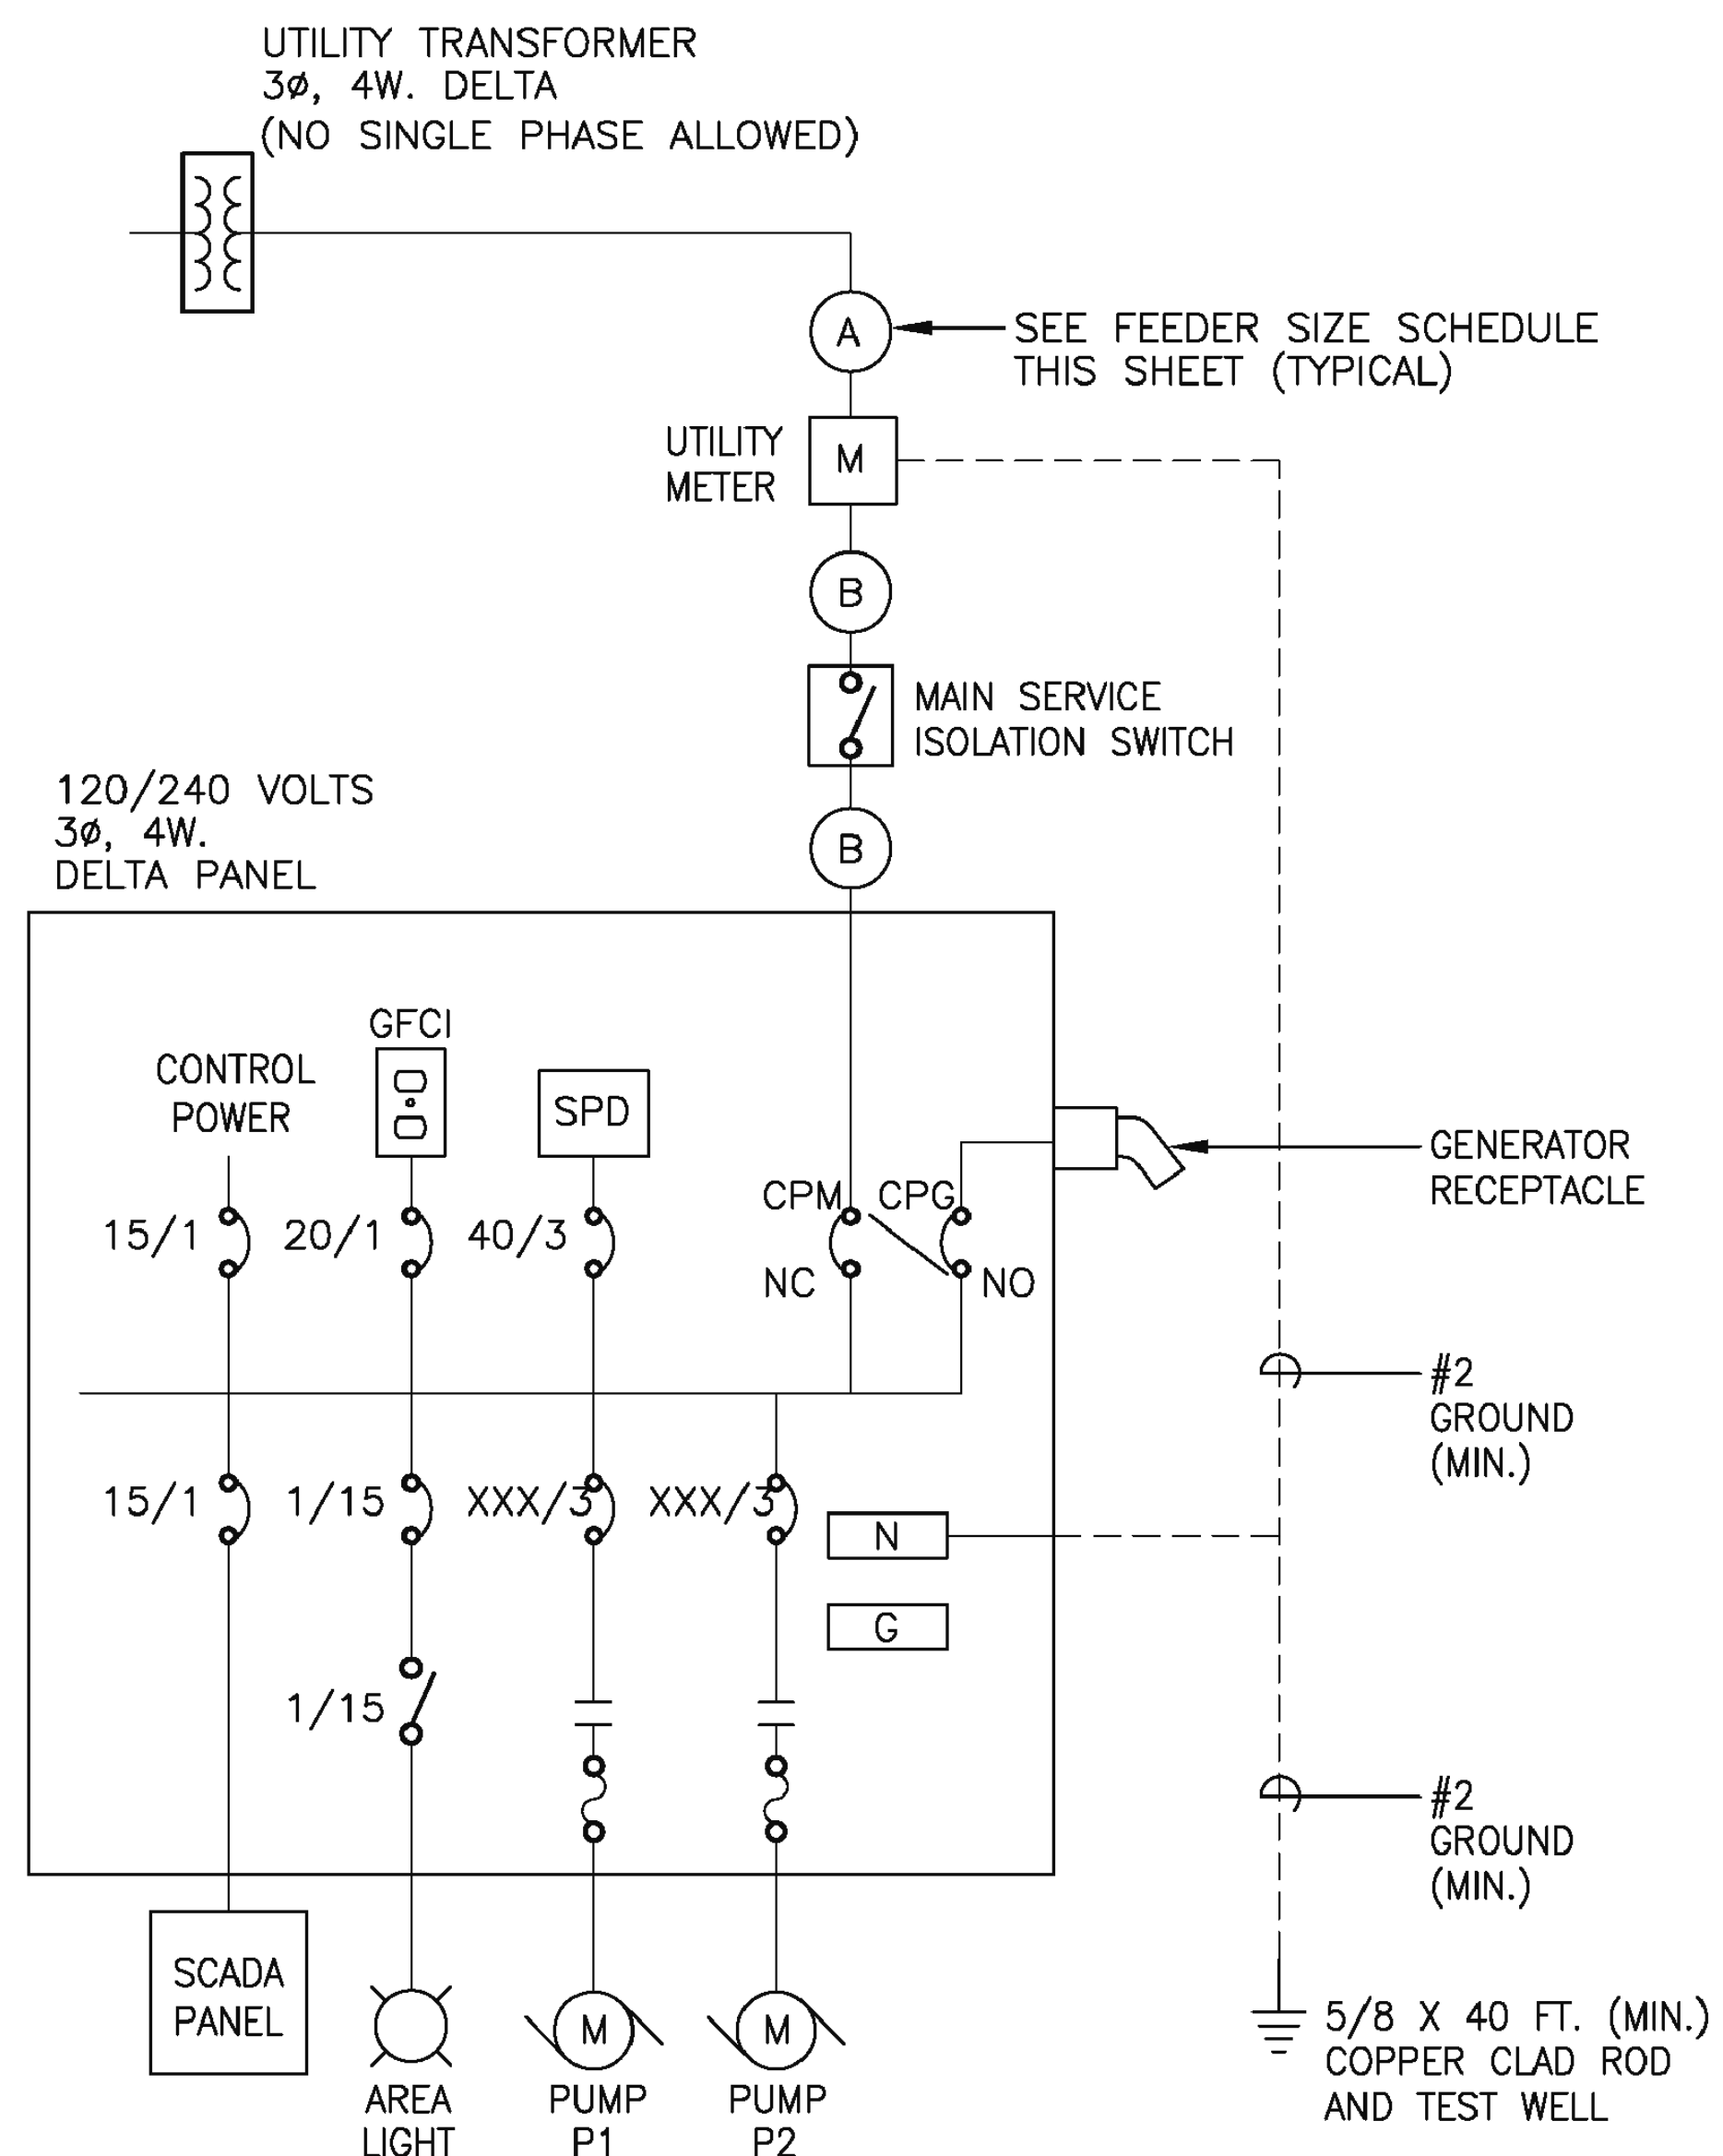 UTILITY TRANSFORMER
3ø, 4W. DELTA
(NO SINGLE PHASE ALLOWED)
A
SEE FEEDER SIZE SCHEDULE
THIS SHEET (TYPICAL)
UTILITY
METER
M
B
MAIN SERVICE
ISOLATION SWITCH
B
120/240 VOLTS
3ø, 4W.
DELTA PANEL
CONTROL
POWER
GFCI
SPD
CPM
CPG
GENERATOR
RECEPTACLE
15/1
20/1
40/3
NC
NO
#2
GROUND
(MIN.)
15/1
1/15
XXX/3
XXX/3
N
G
1/15
#2
GROUND
(MIN.)
SCADA
PANEL
AREA
LIGHT
M
PUMP
P1
M
PUMP
P2
5/8 X 40 FT. (MIN.)
COPPER CLAD ROD
AND TEST WELL